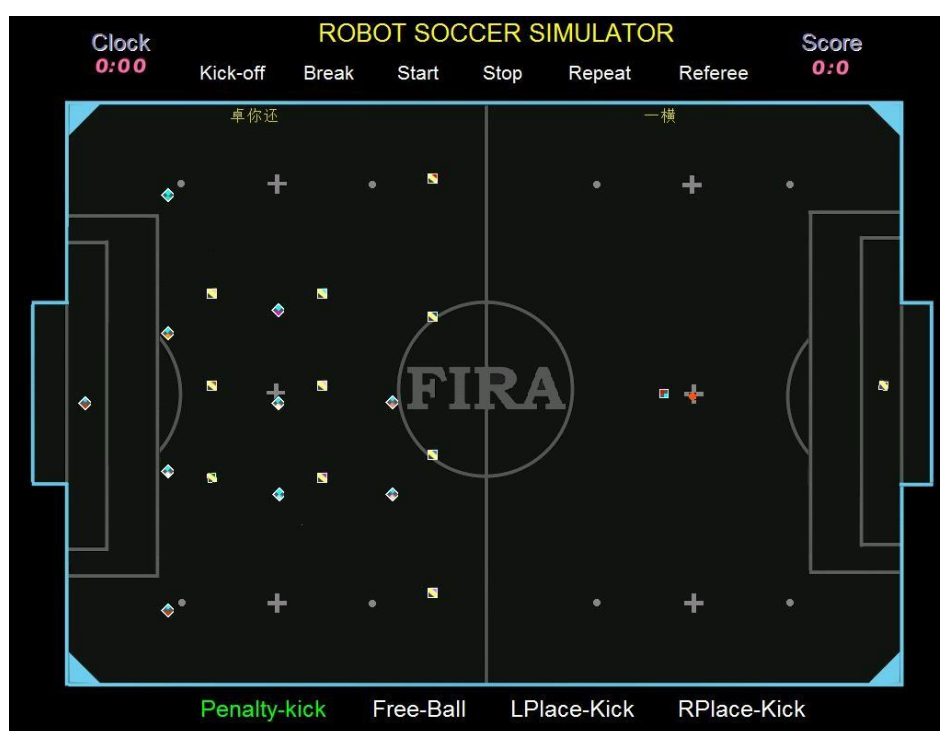 ROBOT SOCCER SIMULATOR
Clock
Score
0:00
0:0
Kick-off Break Start Stop Repeat Referee
卓你还
一横
FIRA
Penalty-kick Free-Ball LPlace-Kick RPlace-Kick